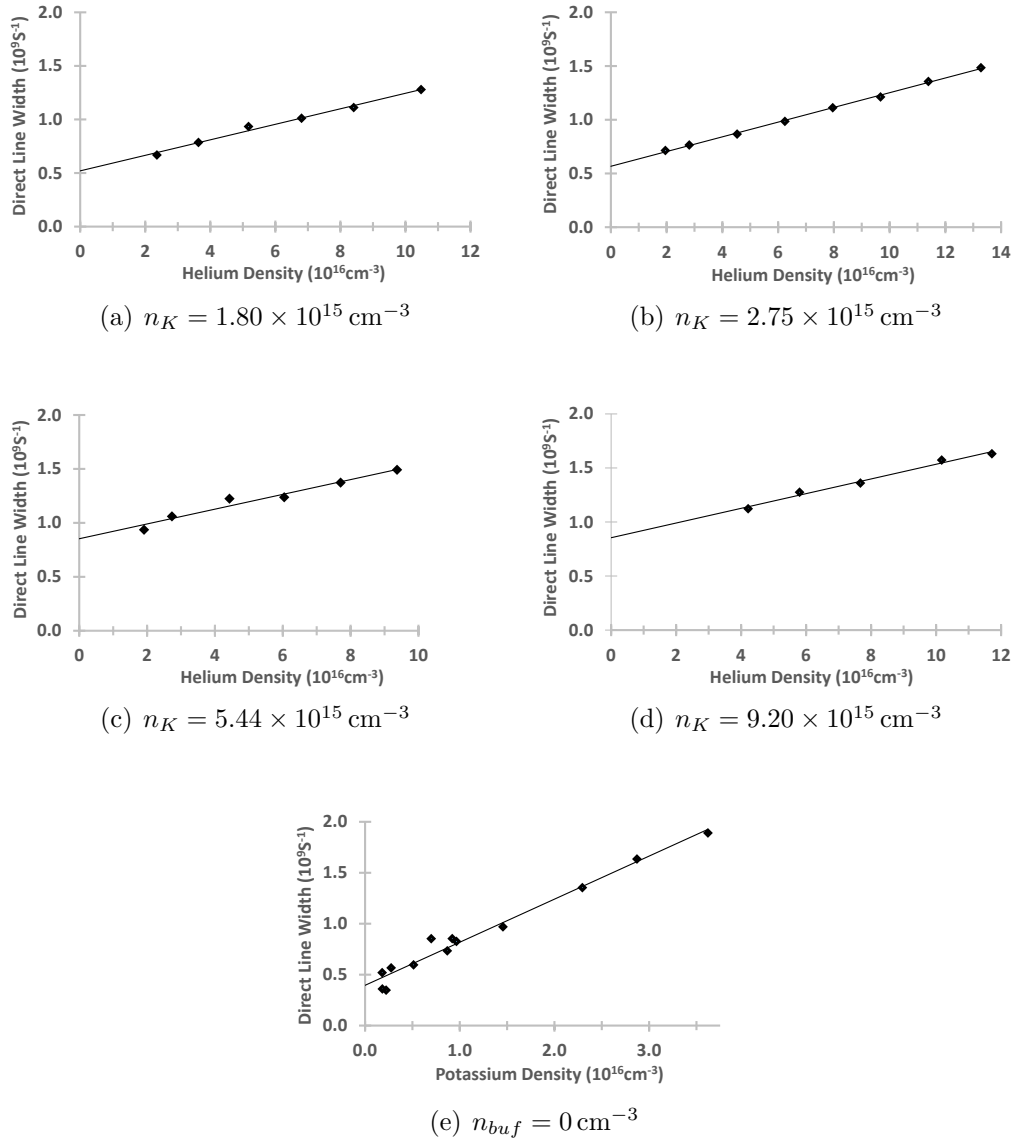 2.0
1.5
1.0
0.5
0.0
Direct Line Width (10⁹S⁻¹)
0 2 4 6 8 10 12
Helium Density (10¹⁶cm⁻³)
(a) n_K = 1.80 × 10¹⁵ cm⁻³
2.0
1.5
1.0
0.5
0.0
Direct Line Width (10⁹S⁻¹)
0 2 4 6 8 10 12 14
Helium Density (10¹⁶cm⁻³)
(b) n_K = 2.75 × 10¹⁵ cm⁻³
2.0
1.5
1.0
0.5
0.0
Direct Line Width (10⁹S⁻¹)
0 2 4 6 8 10
Helium Density (10¹⁶cm⁻³)
(c) n_K = 5.44 × 10¹⁵ cm⁻³
2.0
1.5
1.0
0.5
0.0
Direct Line Width (10⁹S⁻¹)
0 2 4 6 8 10 12
Helium Density (10¹⁶cm⁻³)
(d) n_K = 9.20 × 10¹⁵ cm⁻³
2.0
1.5
1.0
0.5
0.0
Direct Line Width (10⁹S⁻¹)
0.0 1.0 2.0 3.0
Potassium Density (10¹⁶cm⁻³)
(e) n_buf = 0 cm⁻³